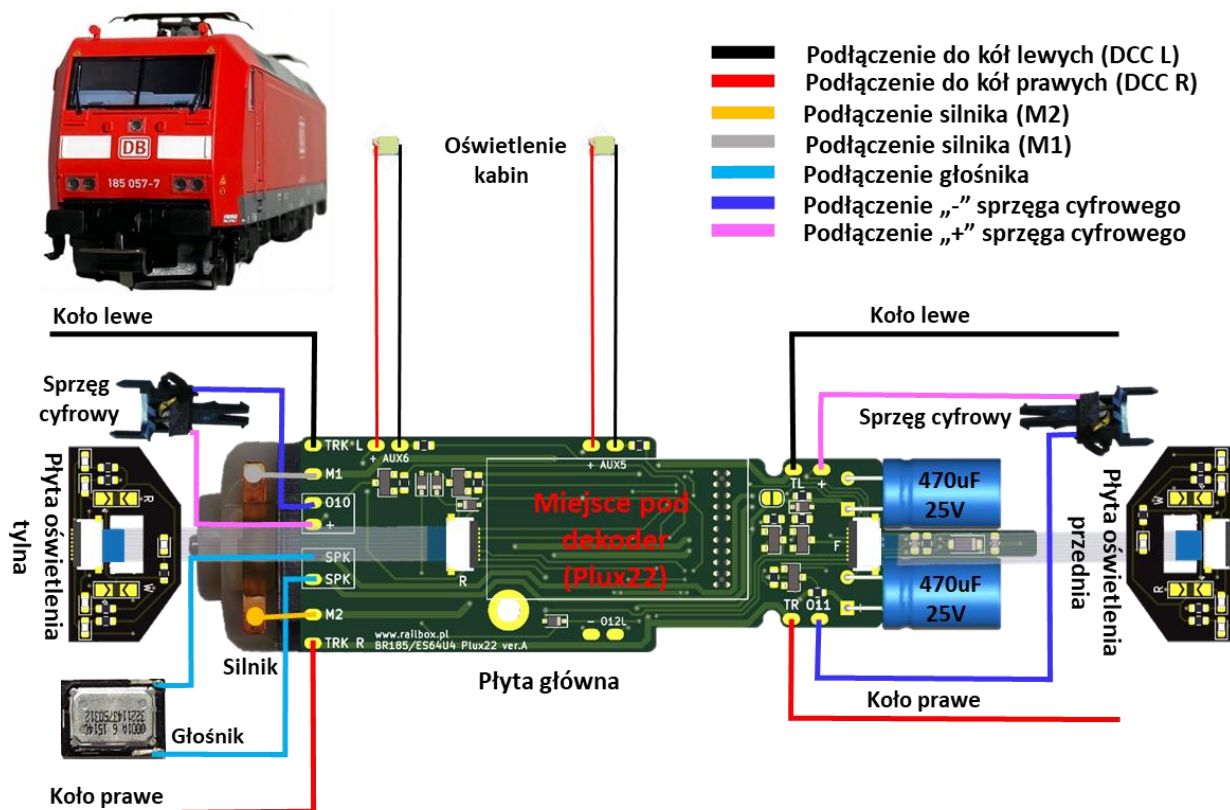 Podłączenie do kół lewych (DCC L)
Podłączenie do kół prawych (DCC R)
Podłączenie silnika (M2)
Podłączenie silnika (M1)
Podłączenie głośnika
Podłączenie „-” sprzęga cyfrowego
Podłączenie „+” sprzęga cyfrowego
DB
185 057-7
Oświetlenie
kabin
Koło lewe
Koło lewe
Sprzęg
cyfrowy
Sprzęg cyfrowy
TRK L
+ AUX6
+ AUX5
M1
O10
+
SPK
SPK
M2
TRK R
R
Miejsce pod
dekoder
(Plux22)
- O12L
www.railbox.pl
BR185/ES64U4 Plux22 ver.A
TL
+
F
TR
O11
470uF
25V
470uF
25V
Płyta oświetlenia
tylna
R
W
Płyta oświetlenia
przednia
W
R
Silnik
Płyta główna
Koło prawe
Głośnik
0001A 6 1514C
322114375O312
Koło prawe